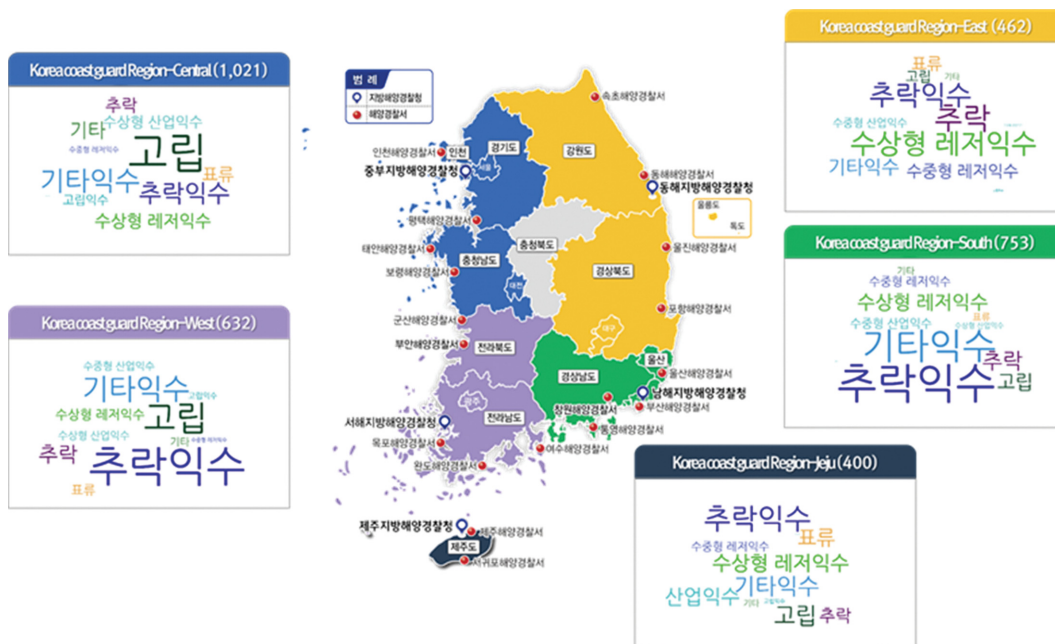 Korea coast guard Region-Central (1,021)
추락
수상형 산업익수
기타
수중형 레저익수
고립
기타익수
표류
고립익수
추락익수
수상형 레저익수
Korea coast guard Region-West (632)
수중형 산업익수
기타익수
고립익수
수상형 레저익수
고립
수상형 산업익수
기타
수중형 레저익수
추락
추락익수
표류
범 례
지방해양경찰청
해양경찰서
속초해양경찰서
경기도
강원도
인천해양경찰서
인천
서울
중부지방해양경찰청
동해해양경찰서
동해지방해양경찰청
울릉도
독도
평택해양경찰서
태안해양경찰서
충청북도
울진해양경찰서
충청남도
보령해양경찰서
경상북도
대전
포항해양경찰서
군산해양경찰서
대구
부안해양경찰서
전라북도
울산
경상남도
울산해양경찰서
광주
남해지방해양경찰청
창원해양경찰서
부산해양경찰서
서해지방해양경찰청
전라남도
통영해양경찰서
목포해양경찰서
여수해양경찰서
완도해양경찰서
제주지방해양경찰청
제주해양경찰서
제주도
서귀포해양경찰서
Korea coast guard Region-East (462)
표류
고립
기타
추락익수
수중형 산업익수
추락
수상형 레저익수
기타익수
수중형 레저익수
Korea coast guard Region-South (753)
기타
수중형 레저익수
수상형 레저익수
수중형 산업익수
표류
수상형 산업익수
기타익수
추락
추락익수
고립
Korea coast guard Region-Jeju (400)
추락익수
수중형 레저익수
표류
수상형 레저익수
기타익수
산업익수
기타
고립익수
고립
추락